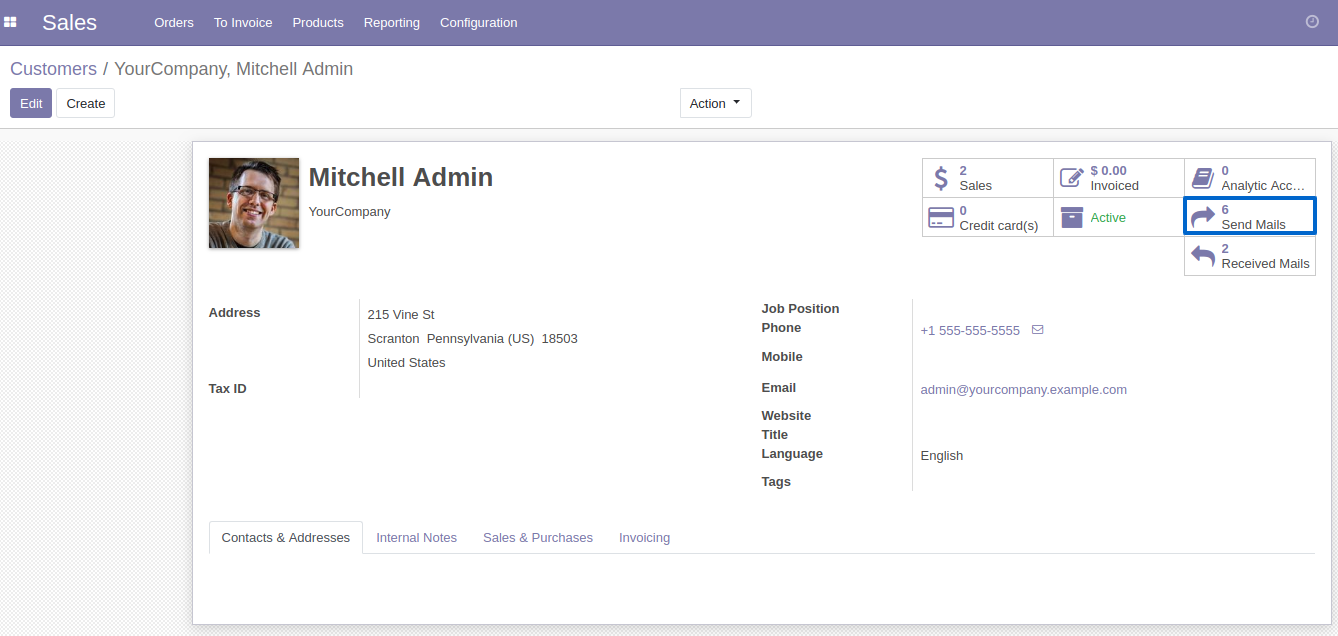 Sales Orders To Invoice Products Reporting Configuration
Customers / YourCompany, Mitchell Admin
Edit Create Action
Mitchell Admin
YourCompany
2
Sales
$ 0.00
Invoiced
0
Analytic Acc...
0
Credit card(s)
Active
6
Send Mails
2
Received Mails
Address
215 Vine St
Scranton Pennsylvania (US) 18503
United States
Tax ID
Job Position
Phone +1 555-555-5555
Mobile
Email admin@yourcompany.example.com
Website
Title
Language English
Tags
Contacts & Addresses Internal Notes Sales & Purchases Invoicing